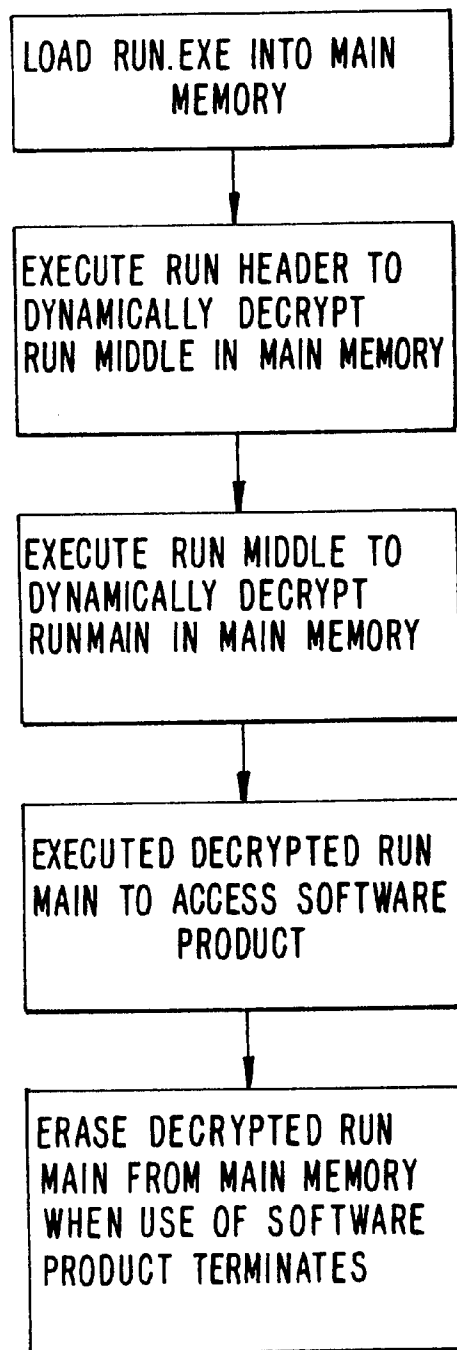 LOAD RUN.EXE INTO MAIN
MEMORY
EXECUTE RUN HEADER TO
DYNAMICALLY DECRYPT
RUN MIDDLE IN MAIN MEMORY
EXECUTE RUN MIDDLE TO
DYNAMICALLY DECRYPT
RUNMAIN IN MAIN MEMORY
EXECUTED DECRYPTED RUN
MAIN TO ACCESS SOFTWARE
PRODUCT
ERASE DECRYPTED RUN
MAIN FROM MAIN MEMORY
WHEN USE OF SOFTWARE
PRODUCT TERMINATES